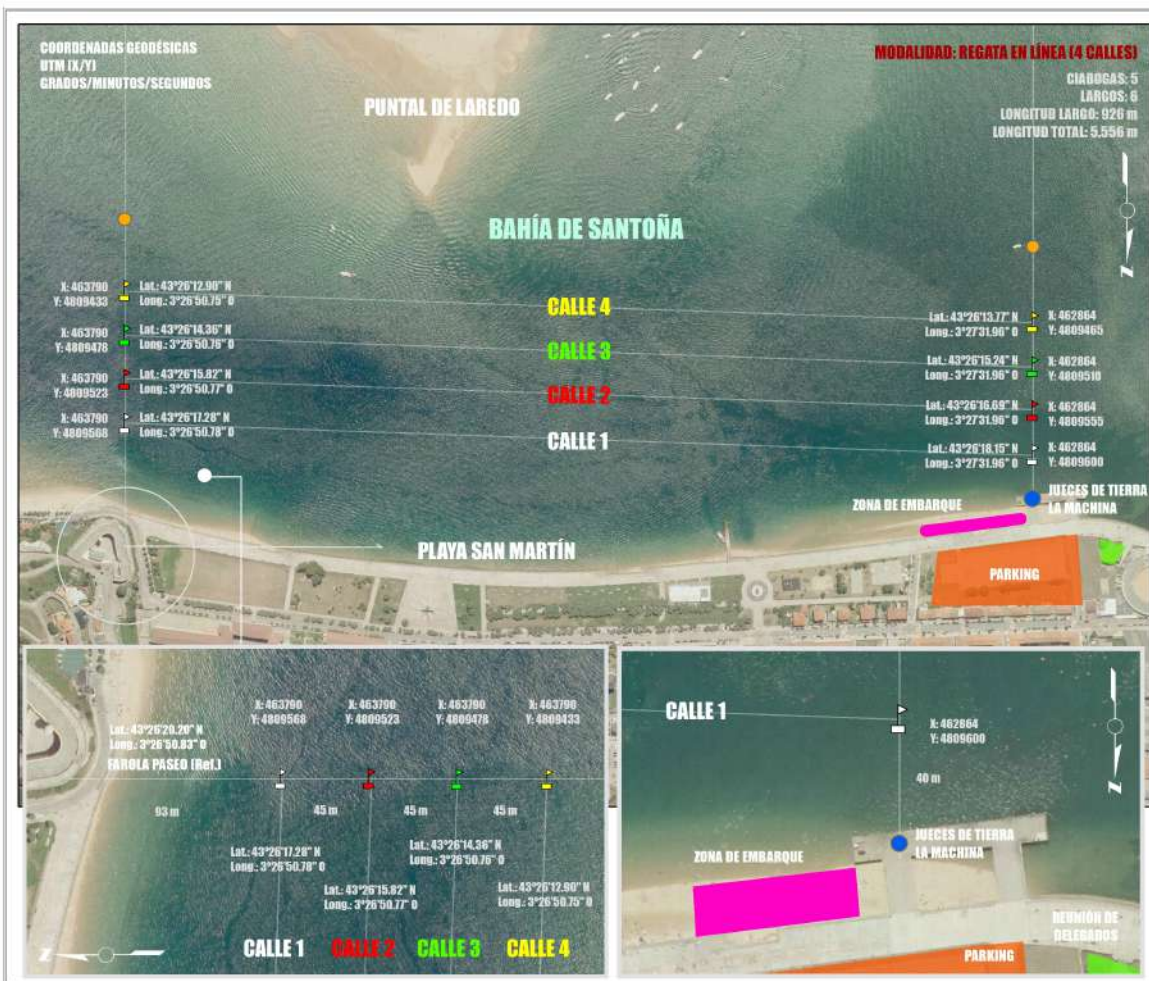 COORDENADAS GEODÉSICAS
UTM (X/Y)
GRADOS/MINUTOS/SEGUNDOS
MODALIDAD: REGATA EN LÍNEA (4 CALLES)
CIABOGAS: 5
LARGOS: 6
LONGITUD LARGO: 926 m
LONGITUD TOTAL: 5.556 m
PUNTAL DE LAREDO
N
BAHÍA DE SANTOÑA
X: 463790
Y: 4809433
Lat.: 43°26'12.90" N
Long.: 3°26'50.75" O
CALLE 4
Lat.: 43°26'13.77" N
Long.: 3°27'31.96" O
X: 462864
Y: 4809465
X: 463790
Y: 4809478
Lat.: 43°26'14.36" N
Long.: 3°26'50.76" O
CALLE 3
Lat.: 43°26'15.24" N
Long.: 3°27'31.96" O
X: 462864
Y: 4809510
X: 463790
Y: 4809523
Lat.: 43°26'15.82" N
Long.: 3°26'50.77" O
CALLE 2
Lat.: 43°26'16.69" N
Long.: 3°27'31.96" O
X: 462864
Y: 4809555
X: 463790
Y: 4809568
Lat.: 43°26'17.28" N
Long.: 3°26'50.78" O
CALLE 1
Lat.: 43°26'18.15" N
Long.: 3°27'31.96" O
X: 462864
Y: 4809600
JUECES DE TIERRA
LA MACHINA
ZONA DE EMBARQUE
PLAYA SAN MARTÍN
PARKING
X: 463790
Y: 4809568
X: 463790
Y: 4809523
X: 463790
Y: 4809478
X: 463790
Y: 4809433
Lat.: 43°26'20.20" N
Long.: 3°26'50.83" O
FAROLA PASEO (Ref.)
93 m
45 m
45 m
45 m
Lat.: 43°26'17.28" N
Long.: 3°26'50.78" O
Lat.: 43°26'15.82" N
Long.: 3°26'50.77" O
Lat.: 43°26'14.36" N
Long.: 3°26'50.76" O
Lat.: 43°26'12.90" N
Long.: 3°26'50.75" O
N
CALLE 1
CALLE 2
CALLE 3
CALLE 4
CALLE 1
X: 462864
Y: 4809600
40 m
N
JUECES DE TIERRA
LA MACHINA
ZONA DE EMBARQUE
REUNIÓN DE
DELEGADOS
PARKING